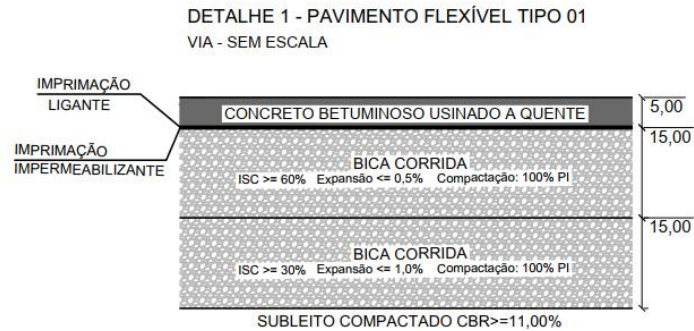 DETALHE 1 - PAVIMENTO FLEXÍVEL TIPO 01
VIA - SEM ESCALA
IMPRIMAÇÃO
LIGANTE
CONCRETO BETUMINOSO USINADO A QUENTE
5,00
15,00
IMPRIMAÇÃO
IMPERMEABILIZANTE
BICA CORRIDA
ISC >= 60% Expansão <= 0,5% Compactação: 100% PI
15,00
BICA CORRIDA
ISC >= 30% Expansão <= 1,0% Compactação: 100% PI
SUBLEITO COMPACTADO CBR>=11,00%